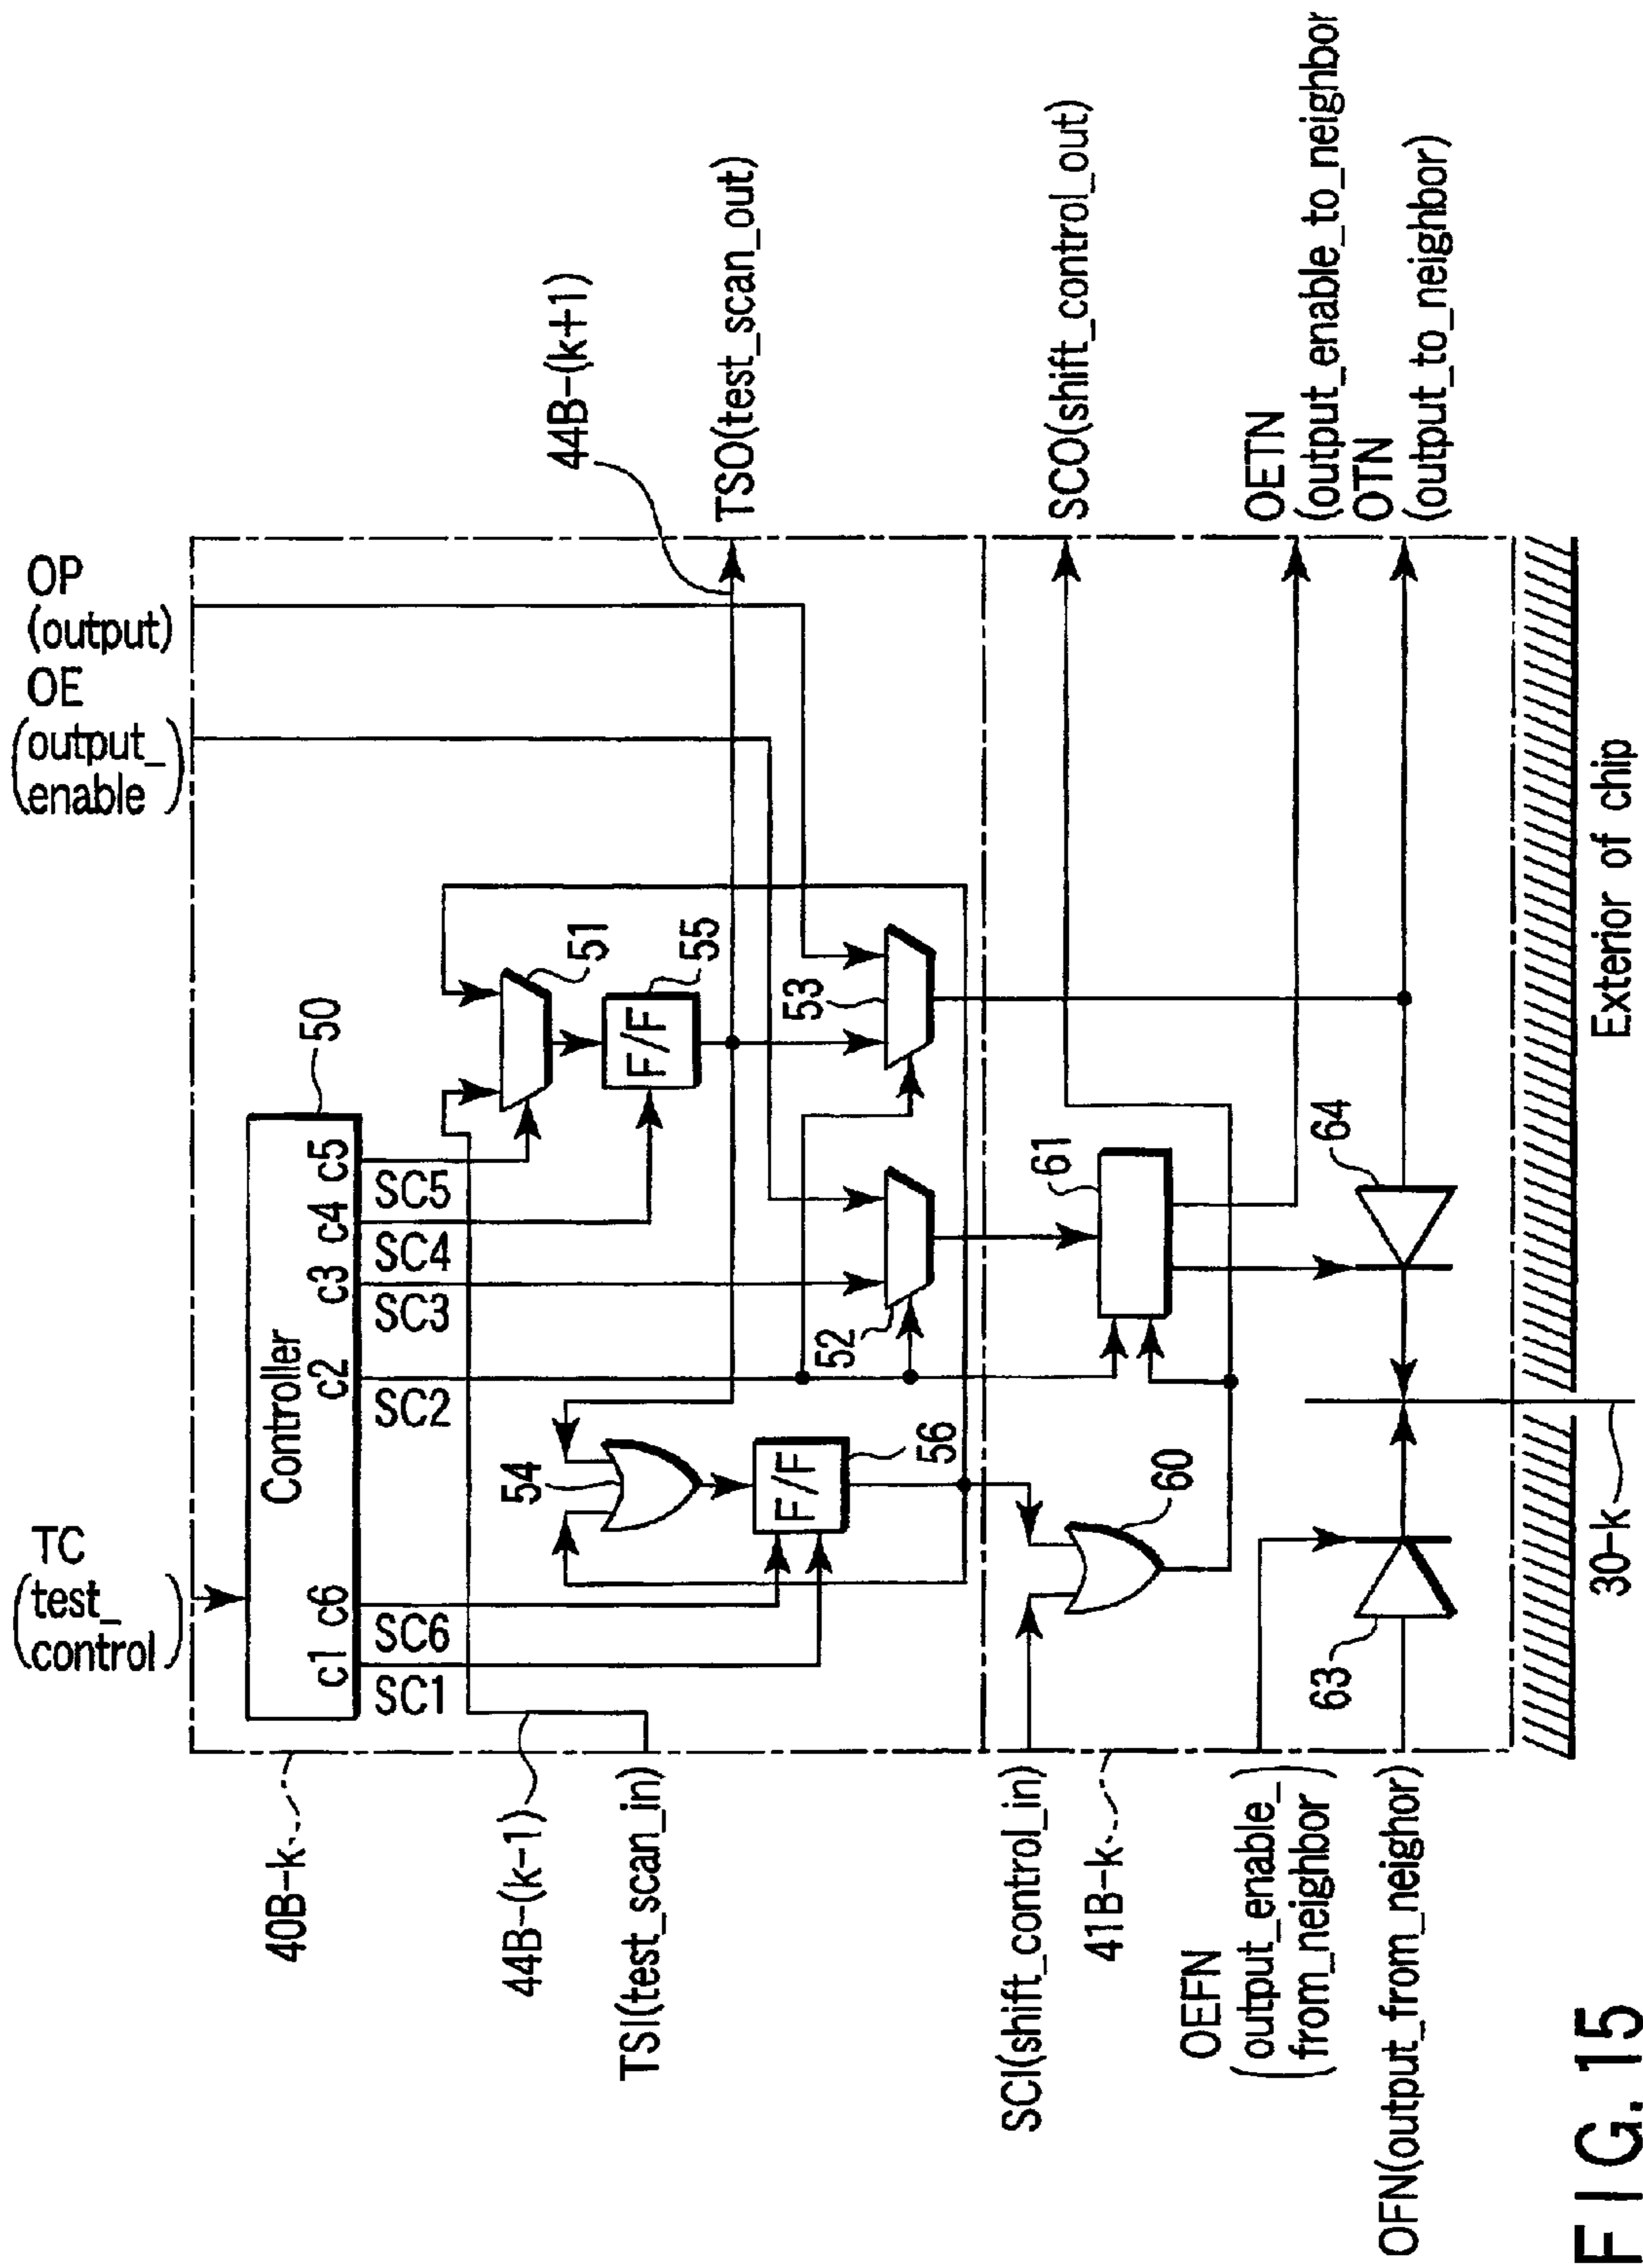 TC
(test_
control)
OE
(output_
enable)
OP
(output)
40B-k
Controller
50
c1
c6
c2
c3
c4
c5
SC1
SC6
SC2
SC3
SC4
SC5
44B-(k-1)
TSI(test_scan_in)
54
F/F
56
51
F/F
55
52
53
44B-(k+1)
TSO(test_scan_out)
SCI(shift_control_in)
41B-k
60
61
SCO(shift_control_out)
OEFN
(output_enable_
from_neighbor)
OFN(output_from_neighor)
63
64
OETN
(output_enable_to_neighbor
OTN
(output_to_neighbor)
30-k
Exterior of chip
FIG. 15